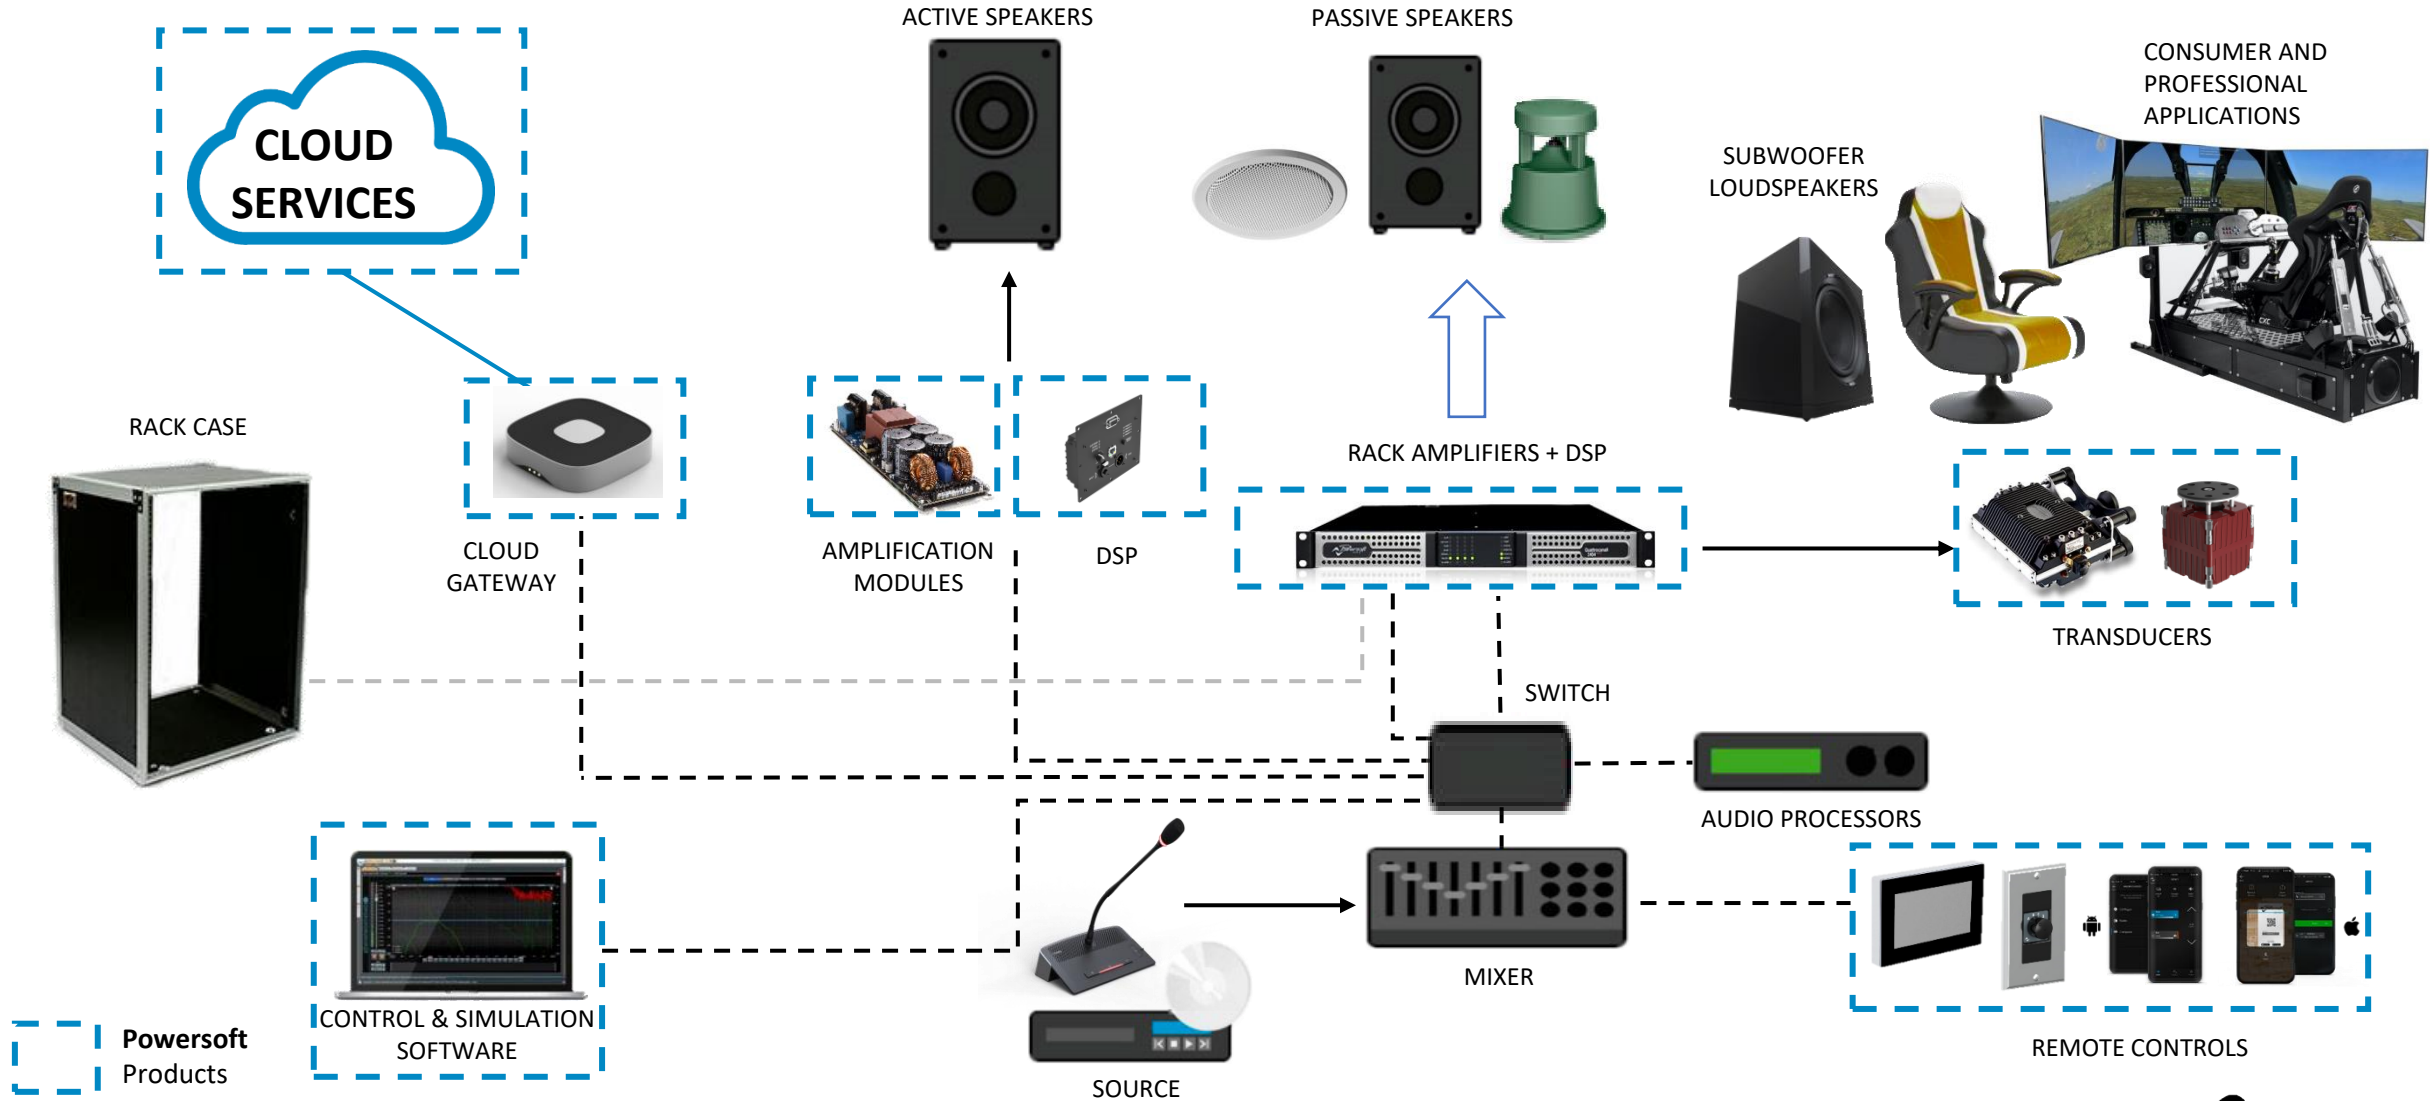 ACTIVE SPEAKERS
PASSIVE SPEAKERS
CONSUMER AND
PROFESSIONAL
APPLICATIONS
CLOUD
SERVICES
SUBWOOFER
LOUDSPEAKERS
RACK CASE
RACK AMPLIFIERS + DSP
CLOUD
GATEWAY
AMPLIFICATION
MODULES
DSP
TRANSDUCERS
SWITCH
AUDIO PROCESSORS
MIXER
CONTROL & SIMULATION
SOFTWARE
REMOTE CONTROLS
SOURCE
Powersoft
Products